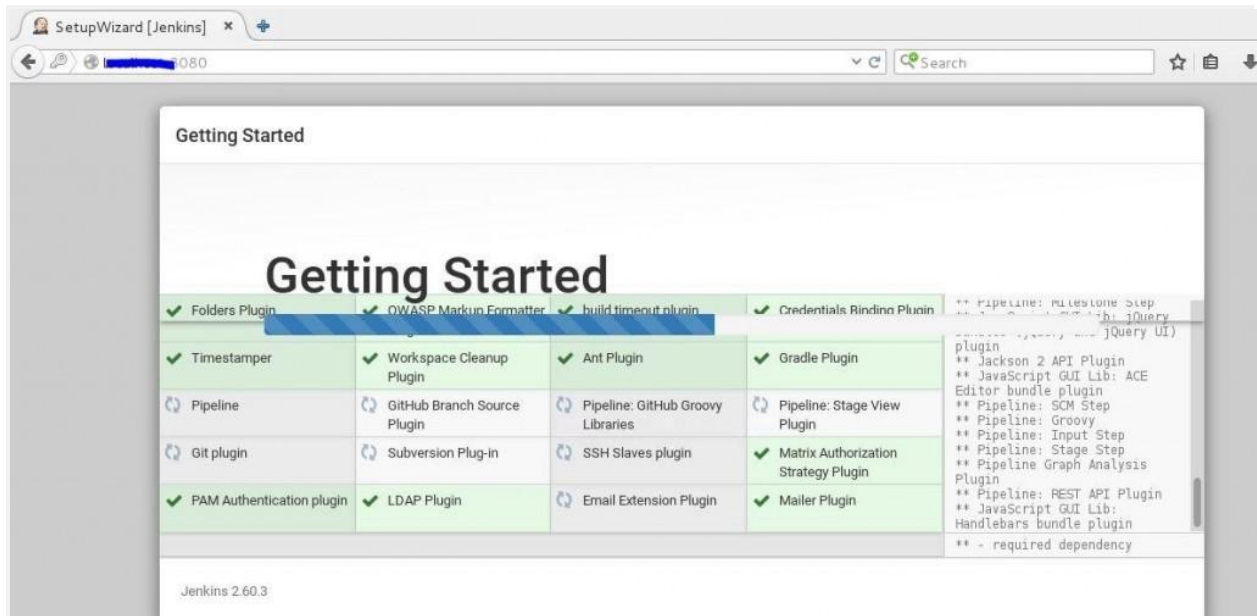 SetupWizard [Jenkins]
8080
Search
Getting Started
Getting Started
Folders Plugin
OWASP Markup Formatter
build timeout plugin
Credentials Binding Plugin
Timestamper
Workspace Cleanup
Plugin
Ant Plugin
Gradle Plugin
Pipeline
GitHub Branch Source
Plugin
Pipeline: GitHub Groovy
Libraries
Pipeline: Stage View
Plugin
Git plugin
Subversion Plug-in
SSH Slaves plugin
Matrix Authorization
Strategy Plugin
PAM Authentication plugin
LDAP Plugin
Email Extension Plugin
Mailer Plugin
** Pipeline: Milestone Step
jQuery
jQuery UI)
plugin
** Jackson 2 API Plugin
** JavaScript GUI Lib: ACE
Editor bundle plugin
** Pipeline: SCM Step
** Pipeline: Groovy
** Pipeline: Input Step
** Pipeline: Stage Step
** Pipeline Graph Analysis
Plugin
** Pipeline: REST API Plugin
** JavaScript GUI Lib:
Handlebars bundle plugin
** - required dependency
Jenkins 2.60.3